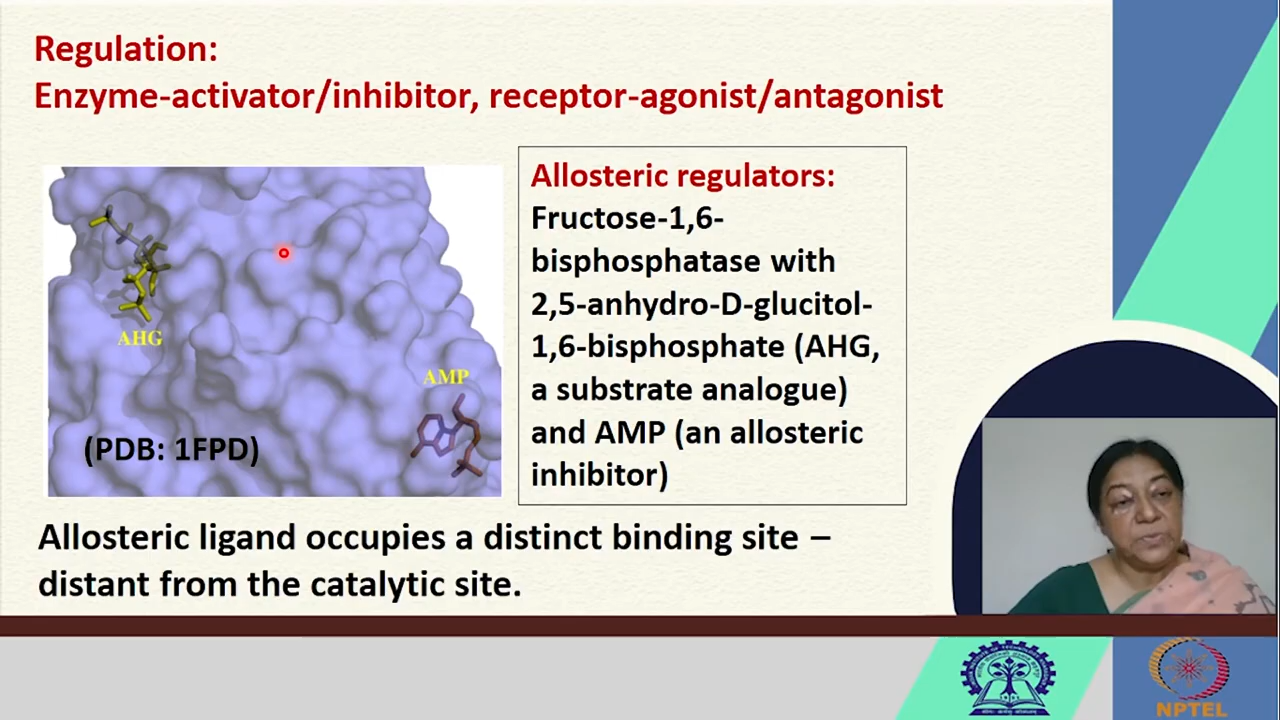 Regulation:
Enzyme-activator/inhibitor, receptor-agonist/antagonist
AHG
AMP
(PDB: 1FPD)
Allosteric regulators:
Fructose-1,6-
bisphosphatase with
2,5-anhydro-D-glucitol-
1,6-bisphosphate (AHG,
a substrate analogue)
and AMP (an allosteric
inhibitor)
Allosteric ligand occupies a distinct binding site –
distant from the catalytic site.
NPTEL